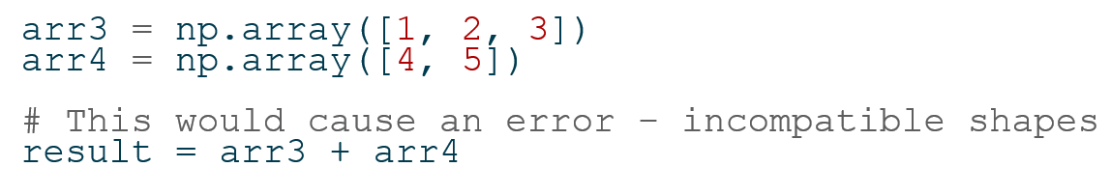 arr3 = np.array([1, 2, 3])
arr4 = np.array([4, 5])
# This would cause an error – incompatible shapes
result = arr3 + arr4